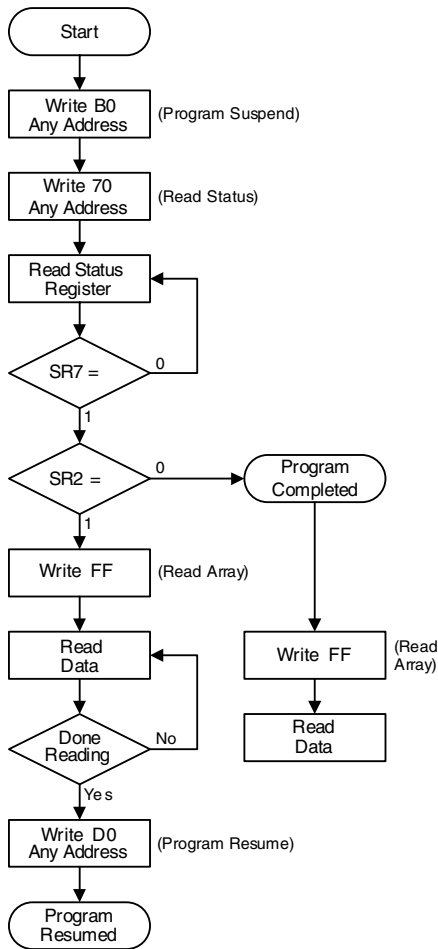 Start
Write B0
Any Address
(Program Suspend)
Write 70
Any Address
(Read Status)
Read Status
Register
SR7 =
0
1
SR2 =
0
Program
Completed
1
Write FF
(Read Array)
Read
Data
Write FF
(Read
Array)
Done
Reading
No
Read
Data
Yes
Write D0
Any Address
(Program Resume)
Program
Resumed